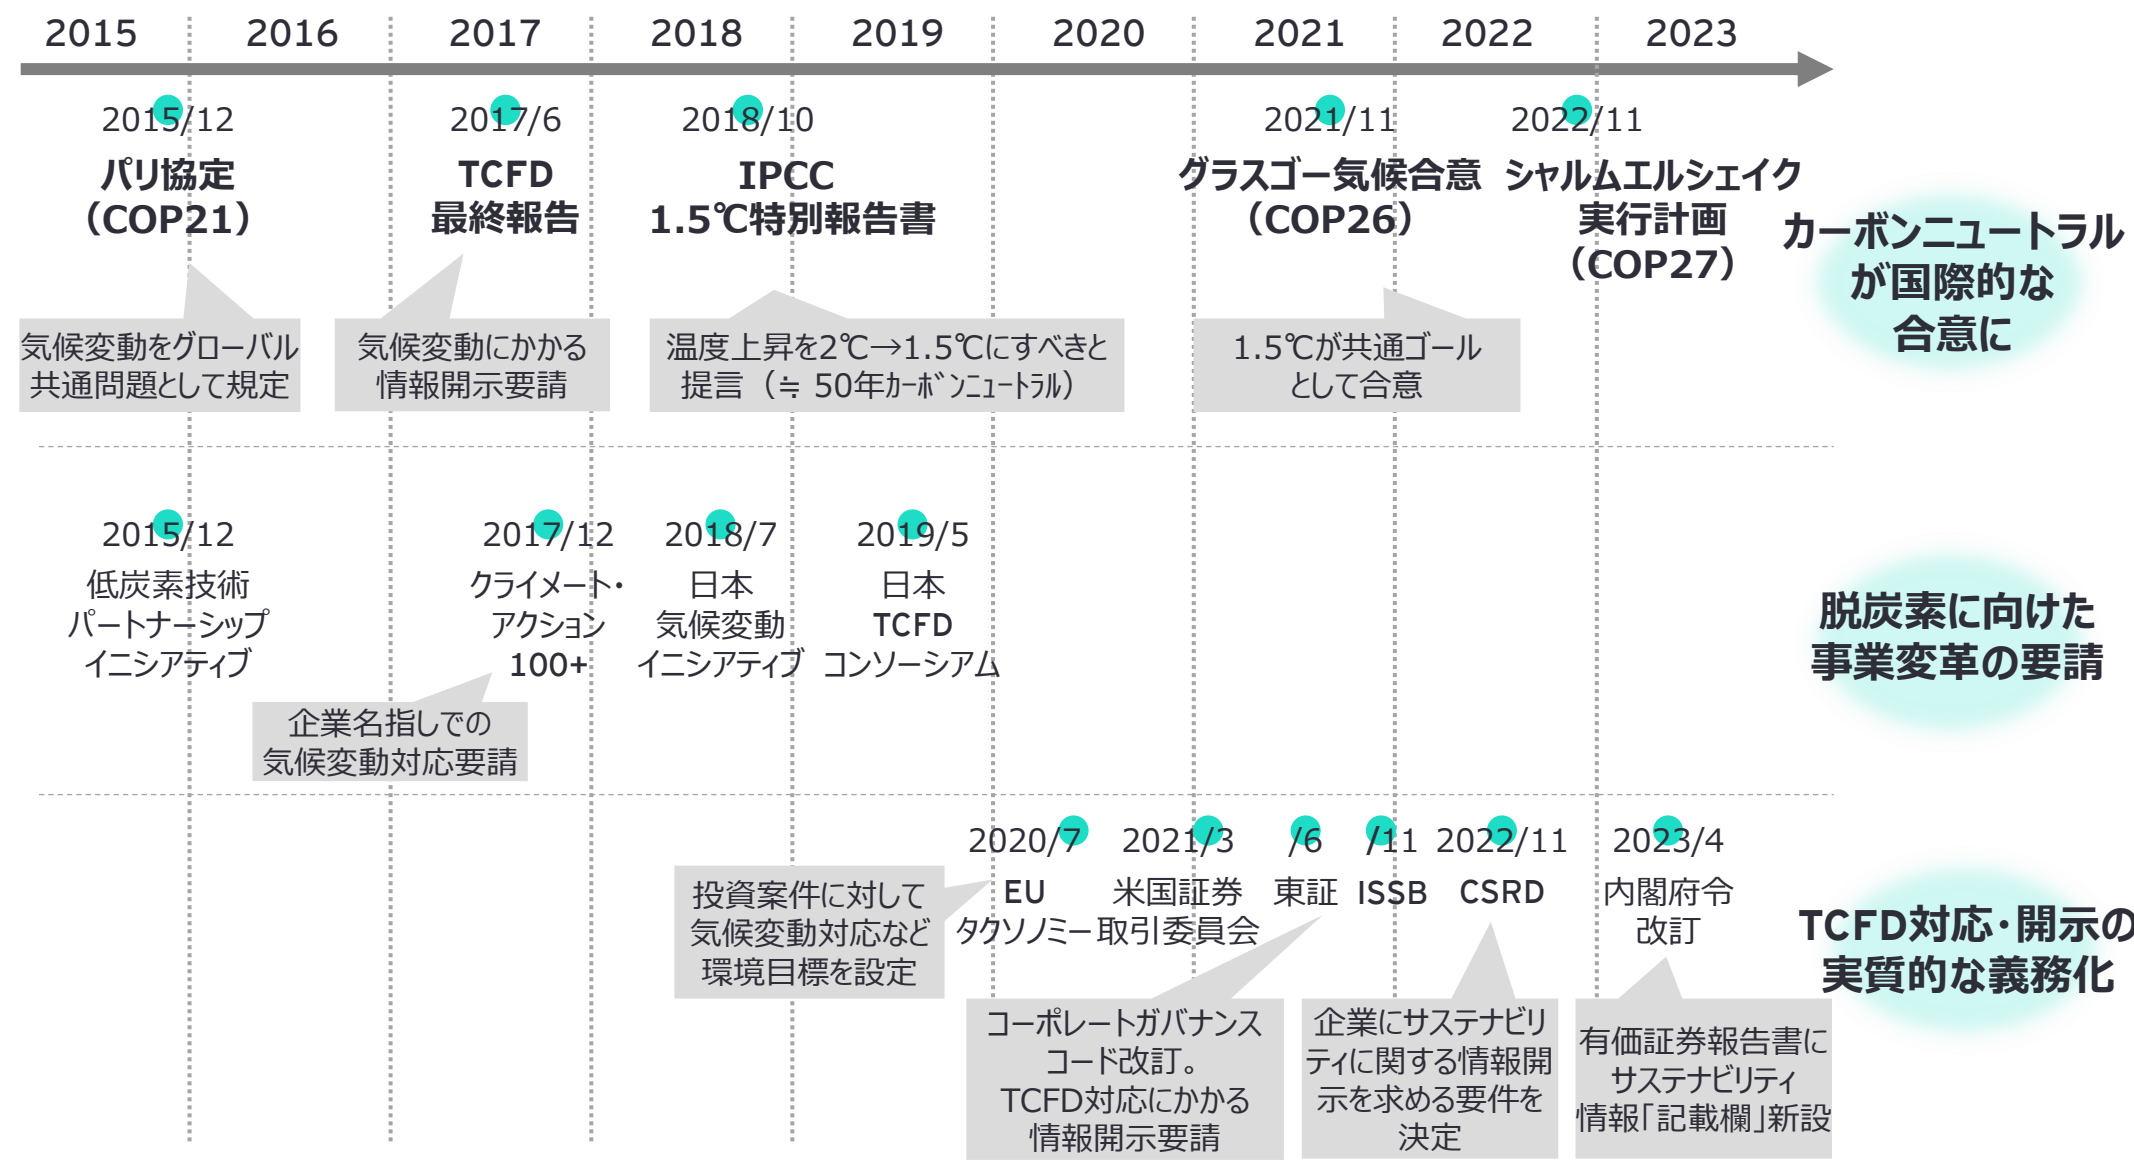 2015 2016 2017 2018 2019 2020 2021 2022 2023
2015/12
パリ協定
（COP21）
気候変動をグローバル
共通問題として規定
2017/6
TCFD
最終報告
気候変動にかかる
情報開示要請
2018/10
IPCC
1.5℃特別報告書
温度上昇を2℃→1.5℃にすべきと
提言（≒ 50年ｶｰﾎﾞﾝﾆｭｰﾄﾗﾙ）
2021/11
グラスゴー気候合意
（COP26）
1.5℃が共通ゴール
として合意
2022/11
シャルムエルシェイク
実行計画
（COP27）
カーボンニュートラル
が国際的な
合意に
2015/12
低炭素技術
パートナーシップ
イニシアティブ
2017/12
クライメート・
アクション
100+
企業名指しでの
気候変動対応要請
2018/7
日本
気候変動
イニシアティブ
2019/5
日本
TCFD
コンソーシアム
脱炭素に向けた
事業変革の要請
2020/7
EU
タクソノミー
投資案件に対して
気候変動対応など
環境目標を設定
2021/3
米国証券
取引委員会
/6
東証
コーポレートガバナンス
コード改訂。
TCFD対応にかかる
情報開示要請
/11
ISSB
2022/11
CSRD
企業にサステナビリ
ティに関する情報開
示を求める要件を
決定
2023/4
内閣府令
改訂
有価証券報告書に
サステナビリティ
情報「記載欄」新設
TCFD対応・開示の
実質的な義務化